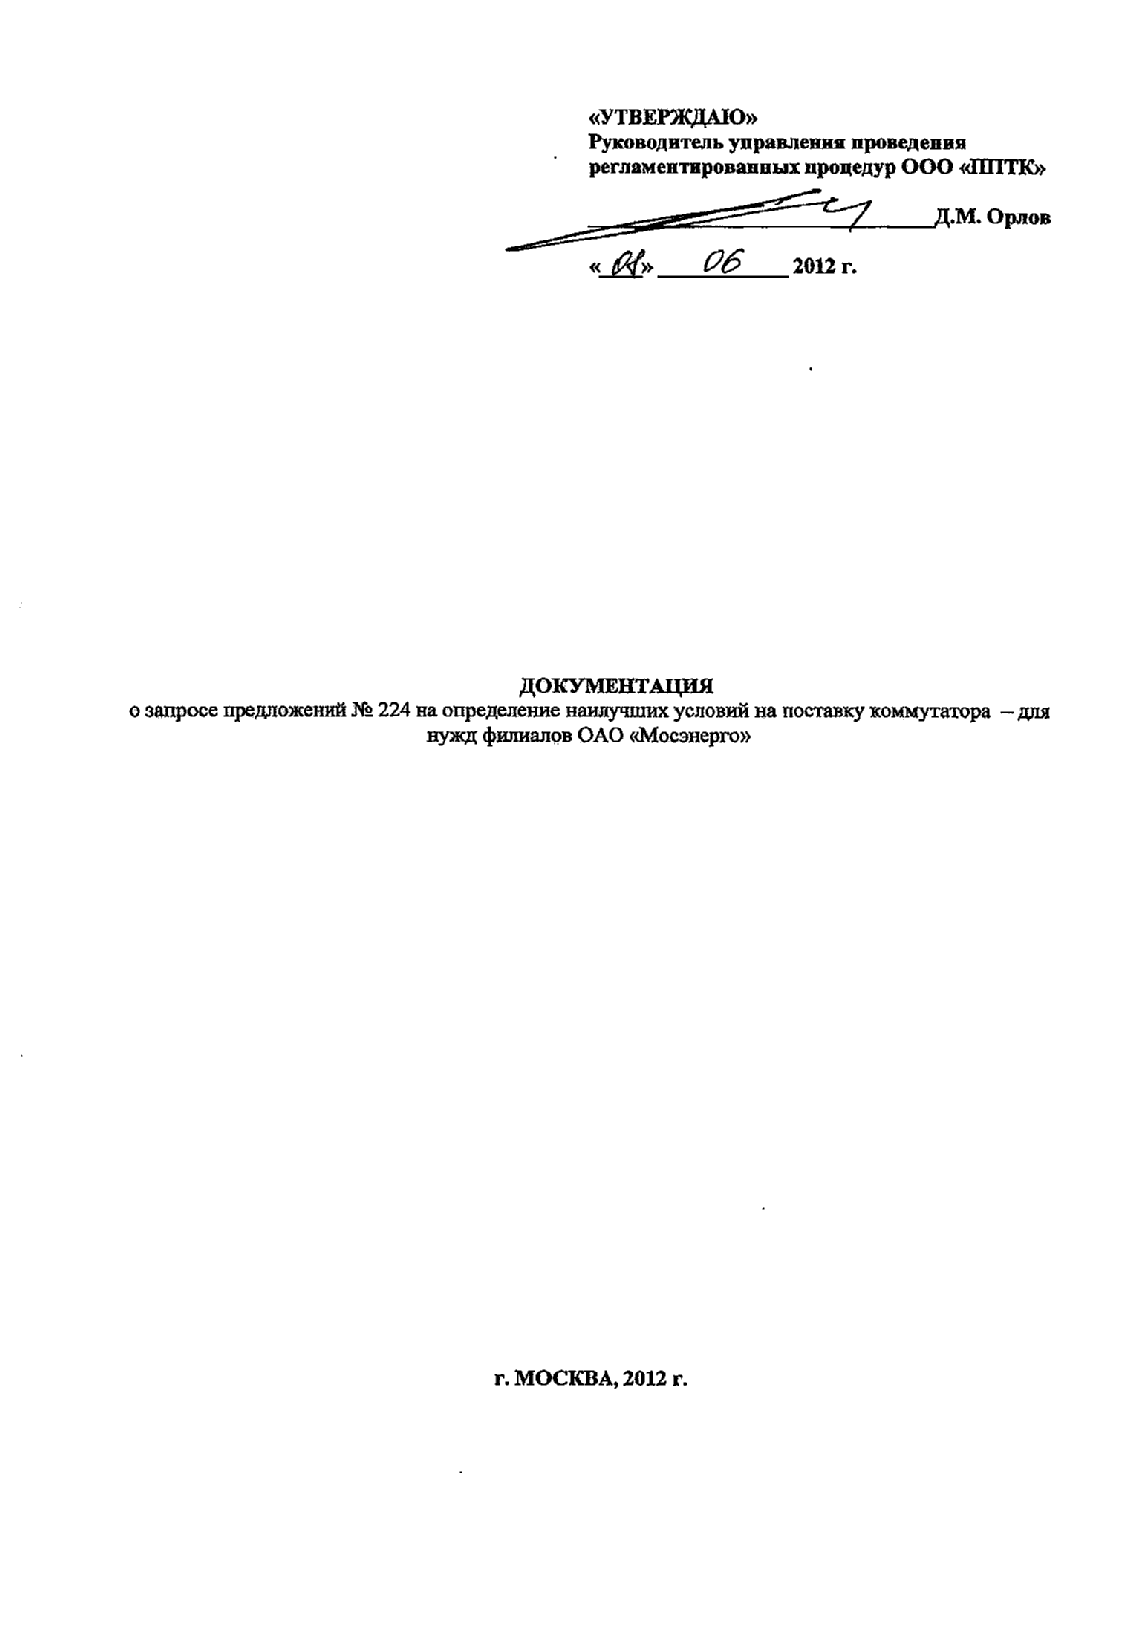 «УТВЕРЖДАЮ»
Руководитель управления проведения
регламентированных процедур ООО «ППТК»
Д.М. Орлов
«01» 06 2012 г.
ДОКУМЕНТАЦИЯ
о запросе предложений № 224 на определение наилучших условий на поставку коммутатора – для
нужд филиалов ОАО «Мосэнерго»
г. МОСКВА, 2012 г.